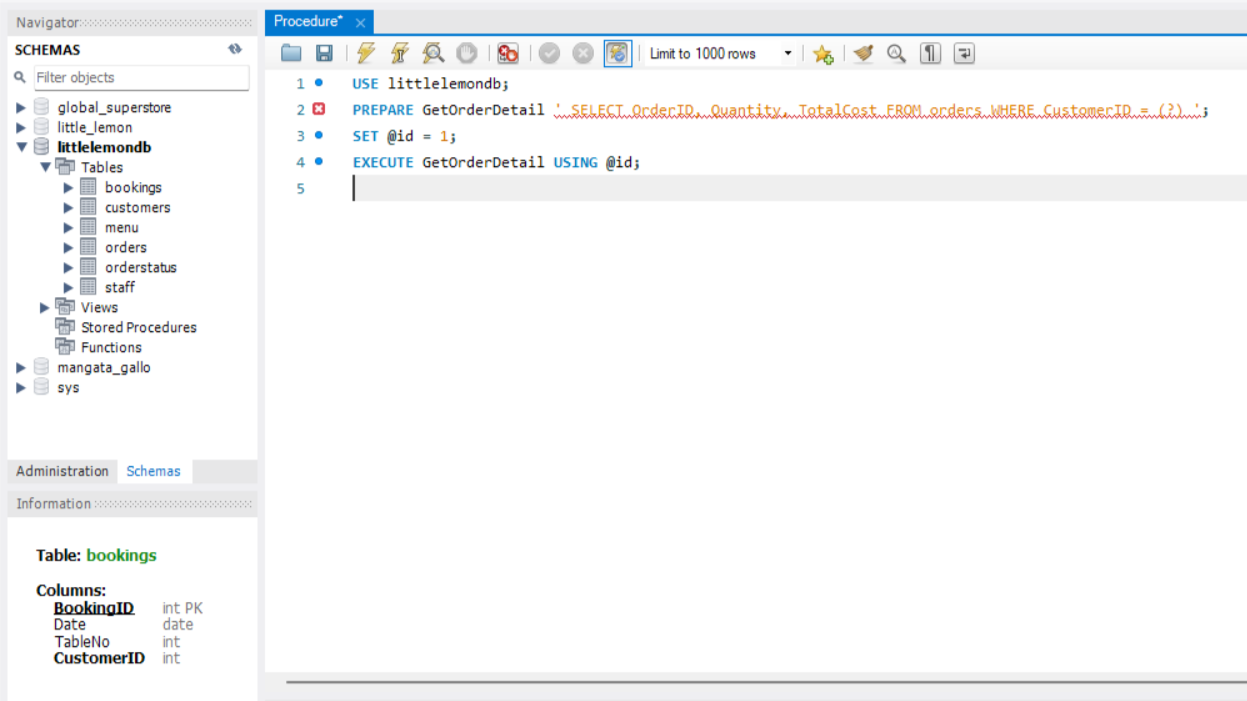 Navigator
SCHEMAS
Filter objects
global_superstore
little_lemon
littlelemondb
Tables
bookings
customers
menu
orders
orderstatus
staff
Views
Stored Procedures
Functions
mangata_gallo
sys
Administration Schemas
Information
Table: bookings
Columns:
BookingID int PK
Date date
TableNo int
CustomerID int
Procedure*
Limit to 1000 rows
1 USE littlelemondb;
2 PREPARE GetOrderDetail ' SELECT OrderID, Quantity, TotalCost FROM orders WHERE CustomerID = (?) ';
3 SET @id = 1;
4 EXECUTE GetOrderDetail USING @id;
5